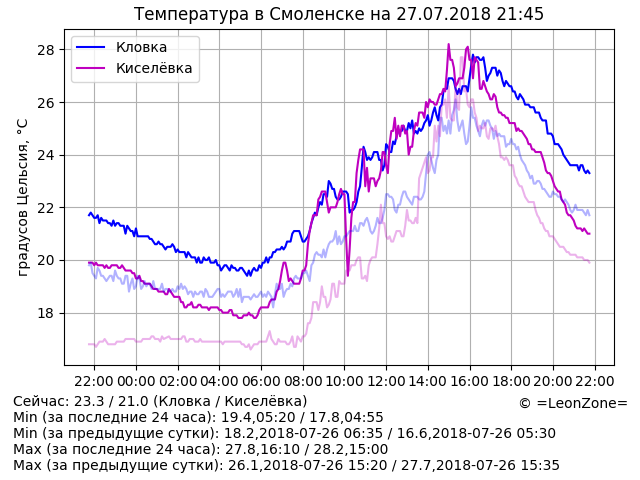 Температура в Смоленске на 27.07.2018 21:45
Кловка
Киселёвка
градусов Цельсия, °C
28
26
24
22
20
18
22:00 00:00 02:00 04:00 06:00 08:00 10:00 12:00 14:00 16:00 18:00 20:00 22:00
Сейчас: 23.3 / 21.0 (Кловка / Киселёвка)
© =LeonZone=
Min (за последние 24 часа): 19.4,05:20 / 17.8,04:55
Min (за предыдущие сутки): 18.2,2018-07-26 06:35 / 16.6,2018-07-26 05:30
Max (за последние 24 часа): 27.8,16:10 / 28.2,15:00
Max (за предыдущие сутки): 26.1,2018-07-26 15:20 / 27.7,2018-07-26 15:35